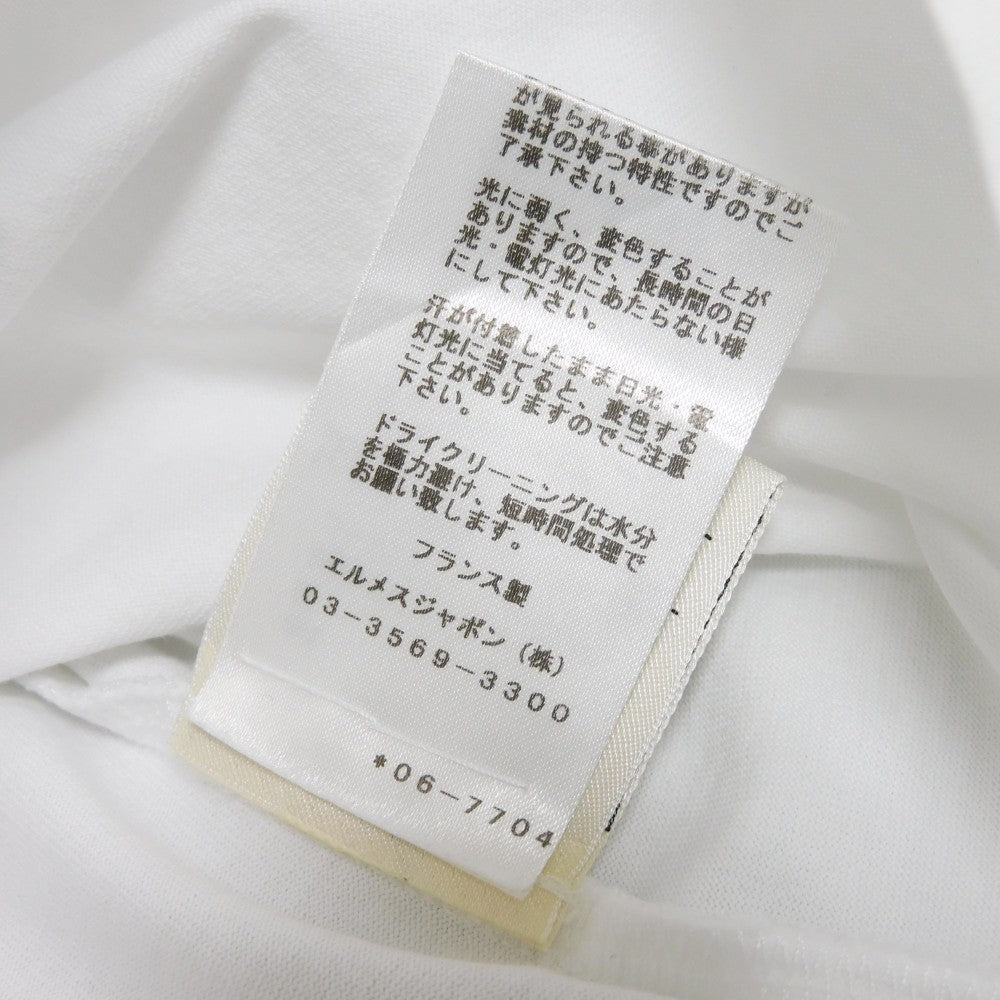 が見られる事がありますが
素材の持つ特性ですのでご
了承下さい。
光に弱く、変色することが
ありますので、長時間の日
光・蛍灯光にあたらない様
にして下さい。
汗が付着したまま日光・蛍
灯光に当てると、変色する
ことがありますのでご注意
下さい。
ドライクリーニングは水分
を極力避け、短時間処理で
お願い致します。
フランス製
エルメスジャポン（株）
03-3569-3300
*06-7704